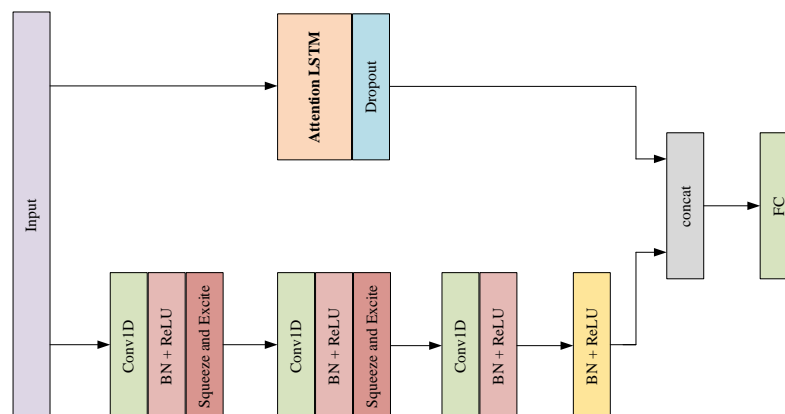 Input
Attention LSTM
Dropout
Conv1D
BN + ReLU
Squeeze and Excite
Conv1D
BN + ReLU
Squeeze and Excite
Conv1D
BN + ReLU
BN + ReLU
concat
FC